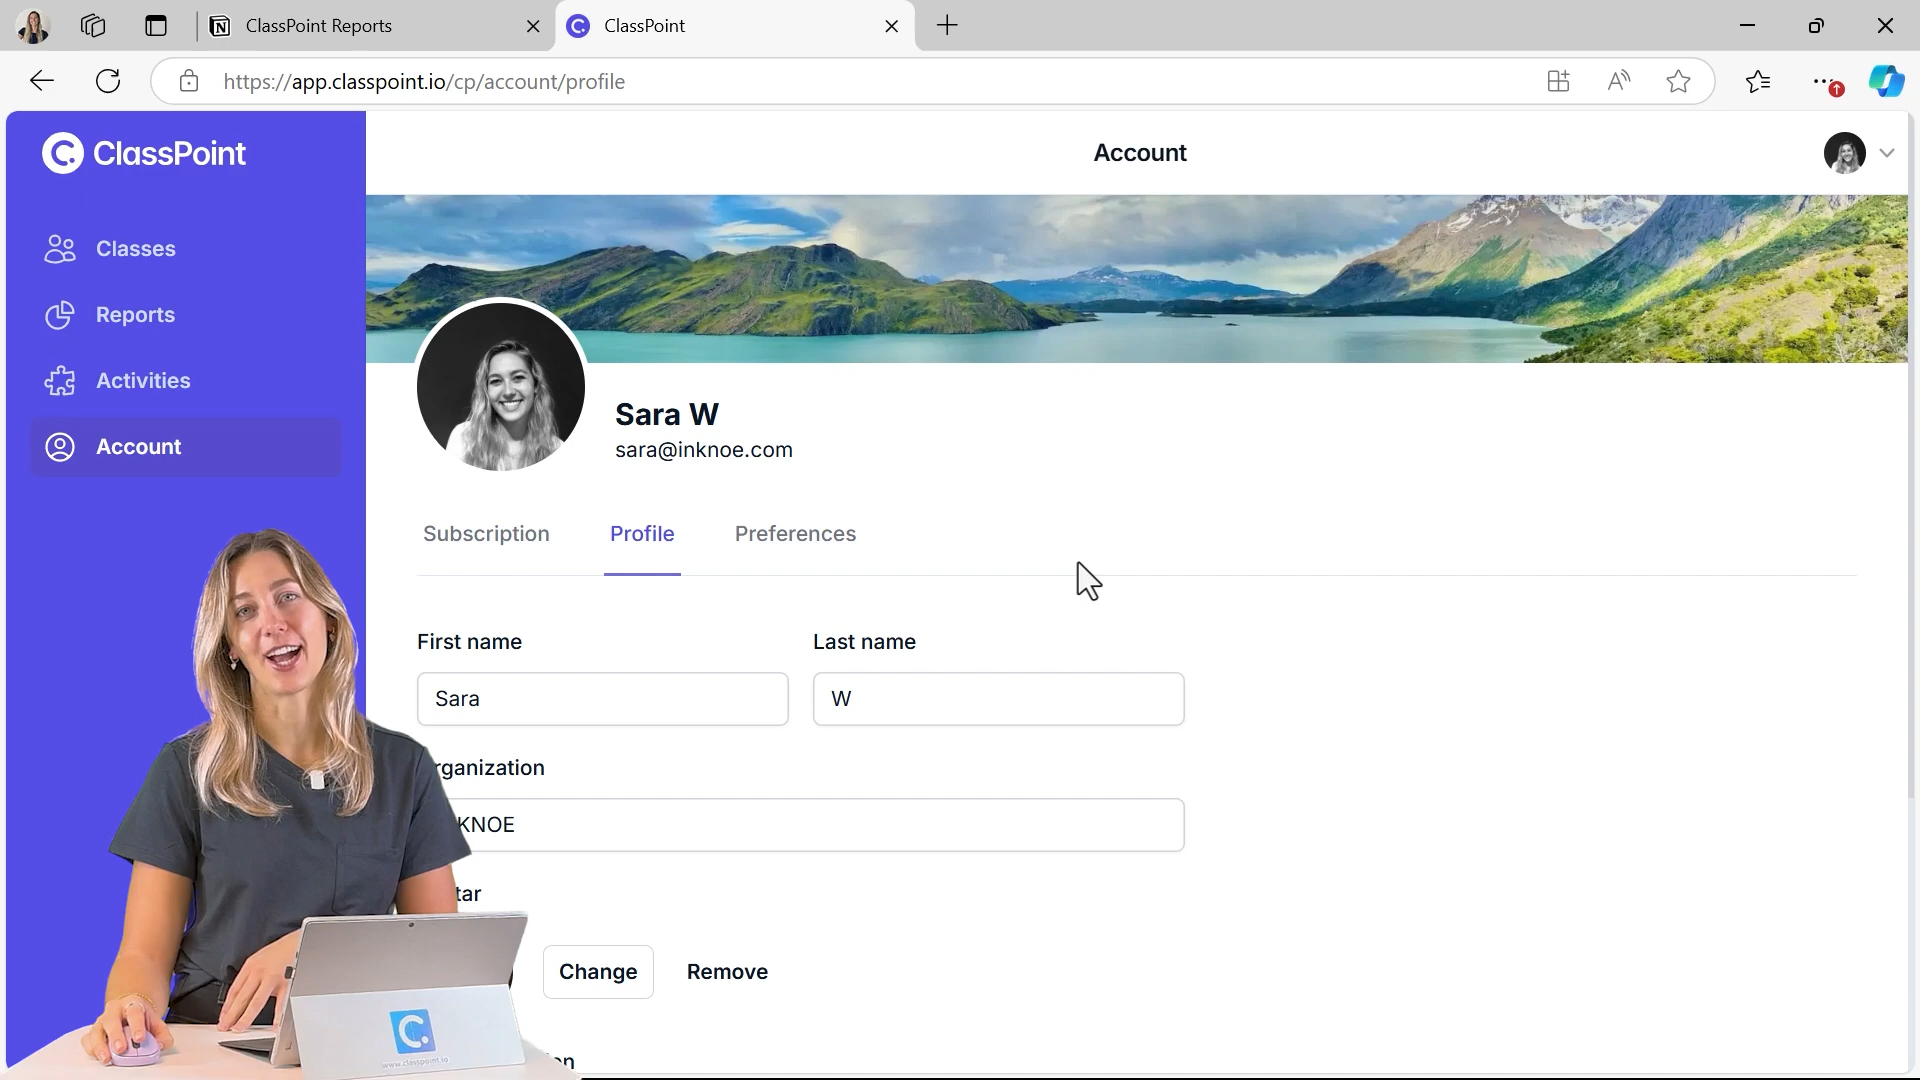 ClassPoint Reports
ClassPoint
https://app.classpoint.io/cp/account/profile
ClassPoint
Account
Classes
Reports
Activities
Account
Sara W
sara@inknoe.com
Subscription Profile Preferences
First name Last name
Sara W
rganization
KNOE
tar
Change Remove
on
C.
www.classpoint.io